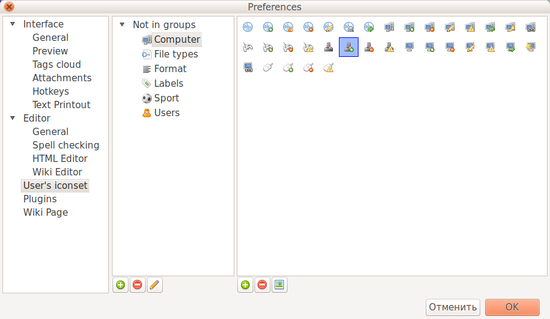 Preferences
Interface
General
Preview
Tags cloud
Attachments
Hotkeys
Text Printout
Editor
General
Spell checking
HTML Editor
Wiki Editor
User's iconset
Plugins
Wiki Page
Not in groups
Computer
File types
Format
Labels
Sport
Users
Отменить
OK